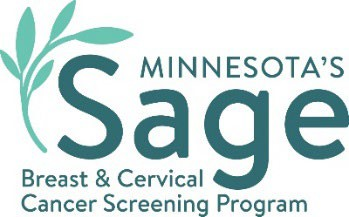 MINNESOTA'S
Sage
Breast & Cervical
Cancer Screening Program